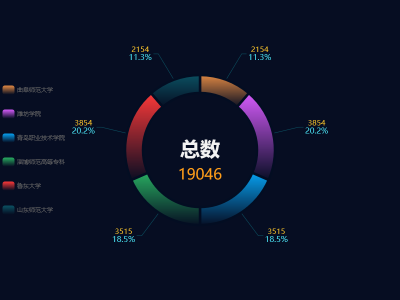 2154
11.3%
2154
11.3%
曲阜师范大学
潍坊学院
3854
20.2%
3854
20.2%
青岛职业技术学院
总数
淄博师范高等专科
19046
鲁东大学
山东师范大学
3515
18.5%
3515
18.5%